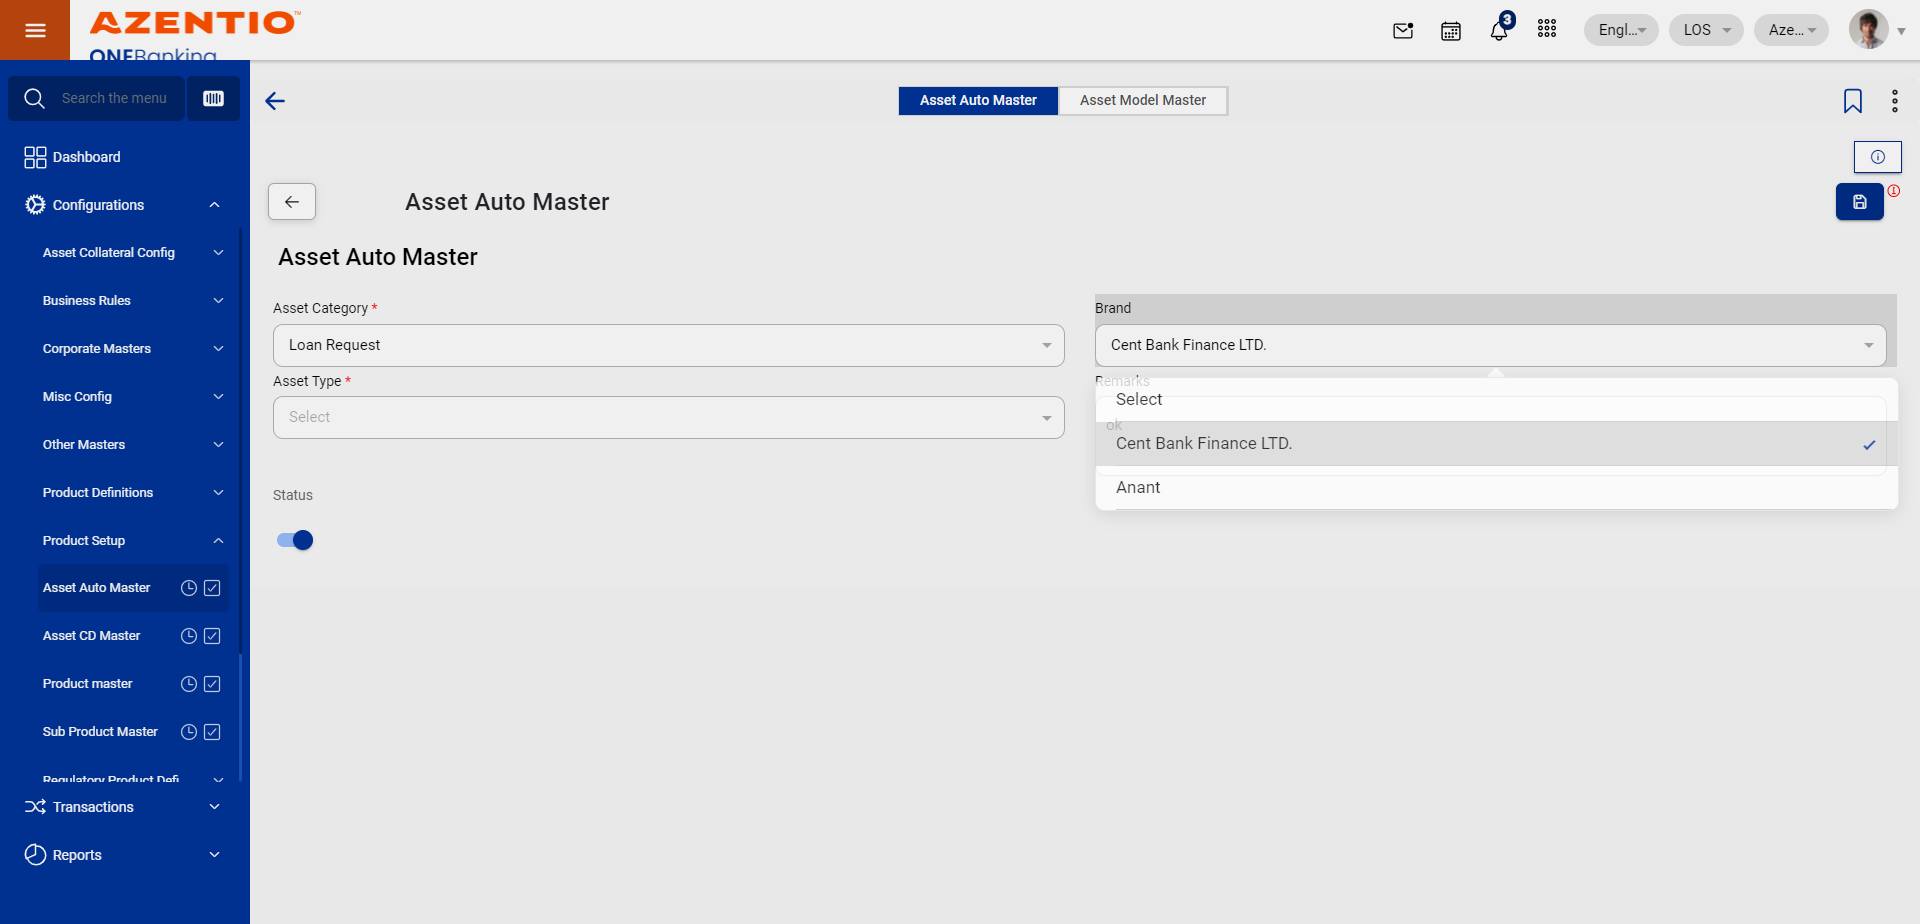 AZENTIO™
ONEBanking
3
Engl...
LOS
Aze...
Search the menu
Asset Auto Master
Asset Model Master
Dashboard
Configurations
Asset Collateral Config
Business Rules
Corporate Masters
Misc Config
Other Masters
Product Definitions
Product Setup
Asset Auto Master
Asset CD Master
Product master
Sub Product Master
Regulatory Product Defi
Transactions
Reports
Asset Auto Master
Asset Auto Master
Asset Category *
Loan Request
Brand
Cent Bank Finance LTD.
Asset Type *
Select
Remarks
ok
Select
Cent Bank Finance LTD.
Anant
Status